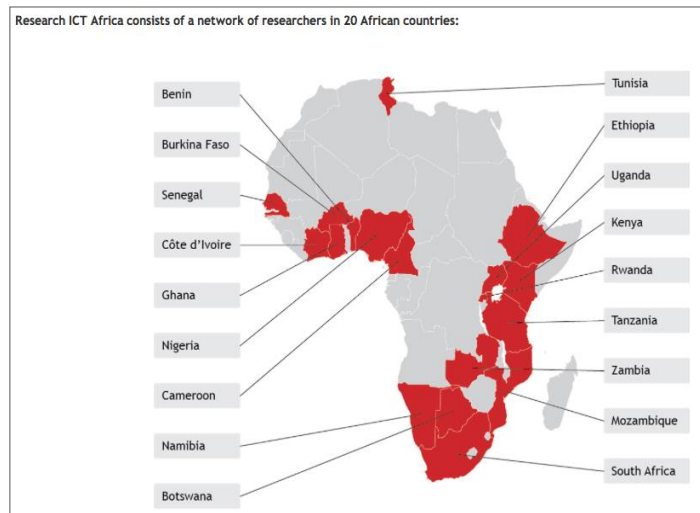 Research ICT Africa consists of a network of researchers in 20 African countries:
Benin
Burkina Faso
Senegal
Côte d'Ivoire
Ghana
Nigeria
Cameroon
Namibia
Botswana
Tunisia
Ethiopia
Uganda
Kenya
Rwanda
Tanzania
Zambia
Mozambique
South Africa